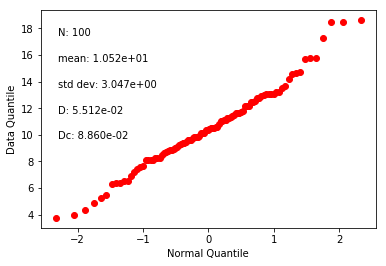 18
16
14
12
10
8
6
4
N: 100
mean: 1.052e+01
std dev: 3.047e+00
D: 5.512e-02
Dc: 8.860e-02
Data Quantile
−2
−1
0
1
2
Normal Quantile